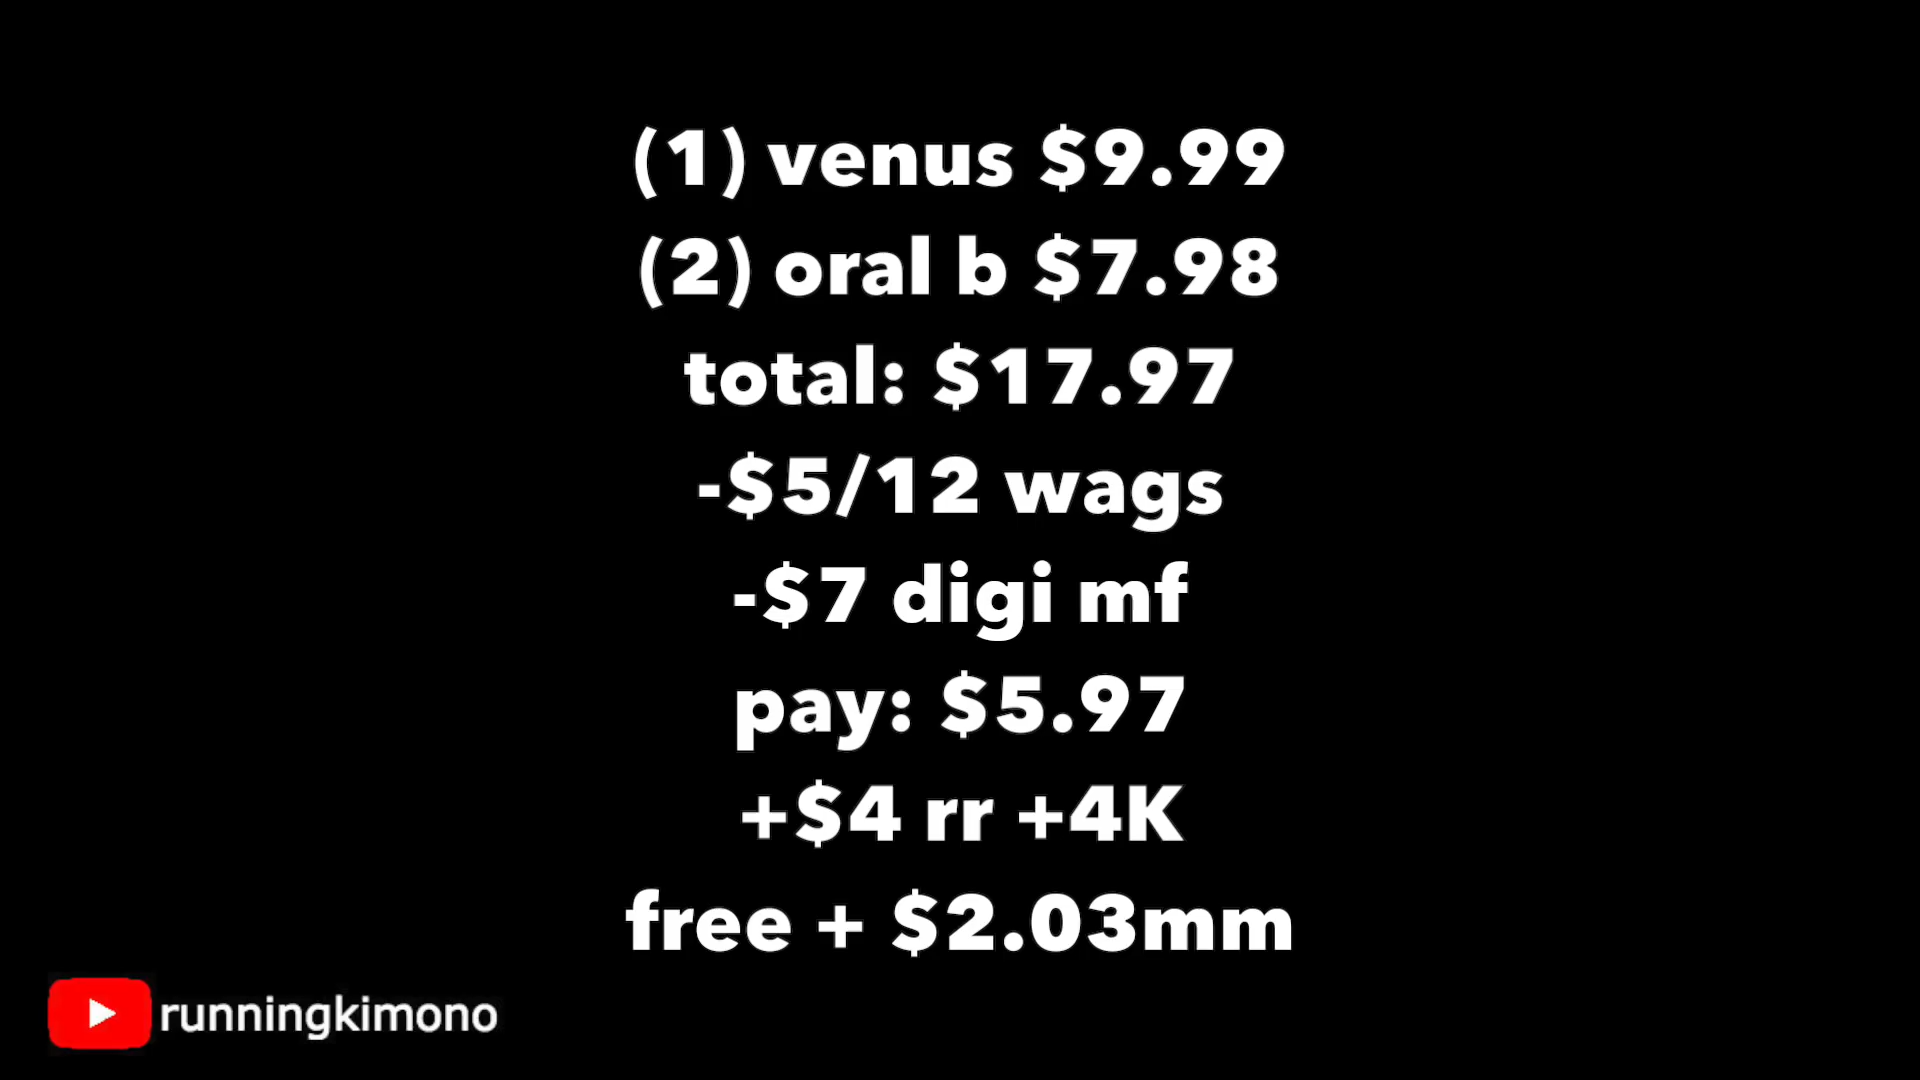 (1) venus $9.99
(2) oral b $7.98
total: $17.97
-$5/12 wags
-$7 digi mf
pay: $5.97
+$4 rr +4K
free + $2.03mm
runningkimono